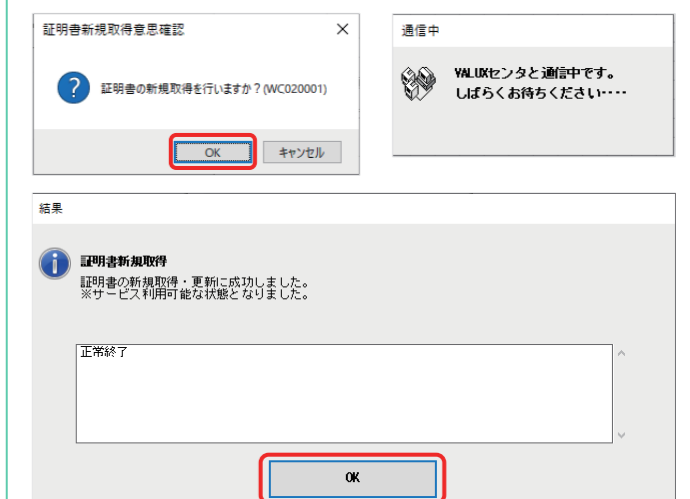 証明書新規取得意思確認
証明書の新規取得を行いますか？(WC020001)
OK
キャンセル
通信中
VALUXセンタと通信中です。
しばらくお待ちください････
結果
証明書新規取得
証明書の新規取得・更新に成功しました。
※サービス利用可能な状態となりました。
正常終了
OK